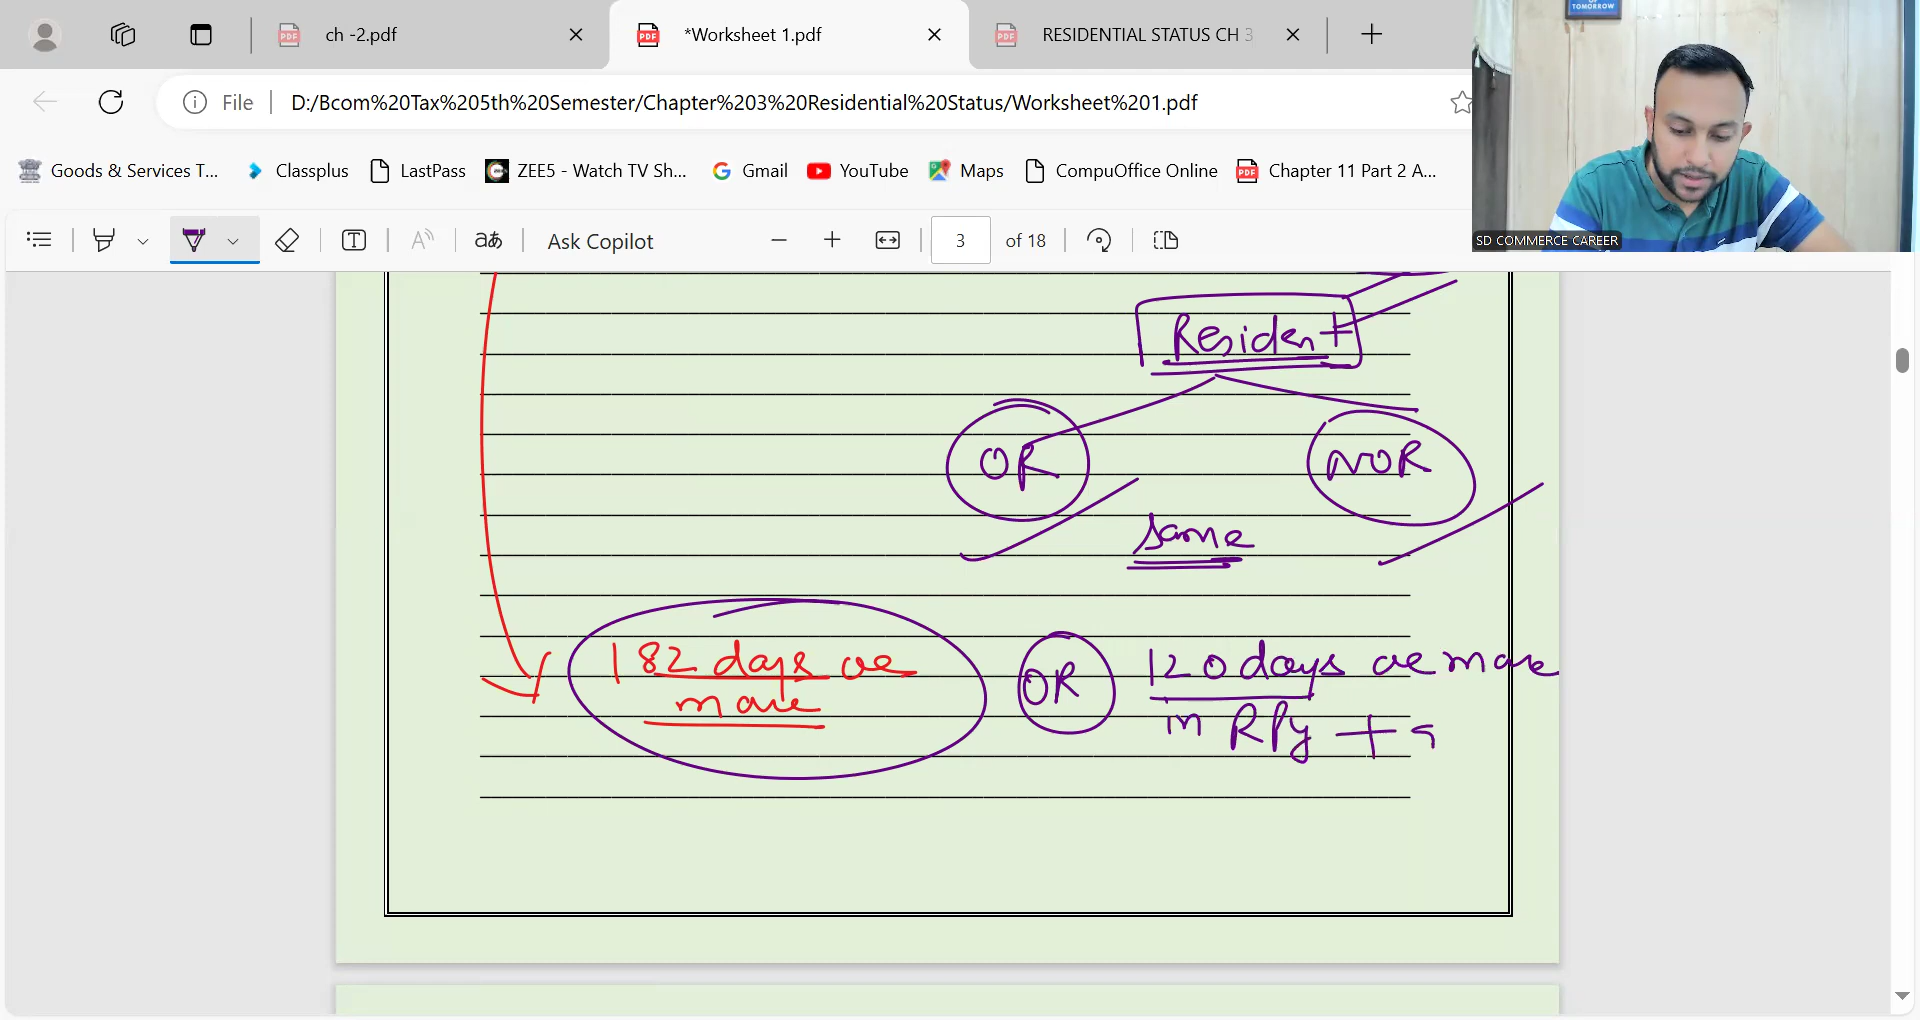 OF
TOMORROW
ch -2.pdf
*Worksheet 1.pdf
RESIDENTIAL STATUS CH 3
File
D:/Bcom%20Tax%205th%20Semester/Chapter%203%20Residential%20Status/Worksheet%201.pdf
Goods & Services T...
Classplus
LastPass
ZEE5 - Watch TV Sh...
Gmail
YouTube
Maps
CompuOffice Online
Chapter 11 Part 2 A...
Ask Copilot
3 of 18
SD COMMERCE CAREER
Resident
OR
NOR
Same
182 days or
more
OR
120 days or more
in RPy +